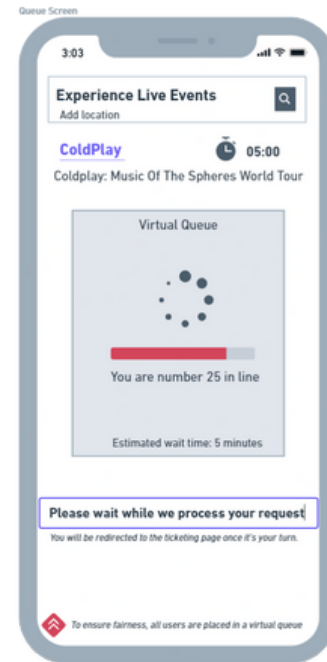 Queue Screen
3:03
Experience Live Events
Add location
ColdPlay
05:00
Coldplay: Music Of The Spheres World Tour
Virtual Queue
You are number 25 in line
Estimated wait time: 5 minutes
Please wait while we process your request
You will be redirected to the ticketing page once it's your turn.
To ensure fairness, all users are placed in a virtual queue